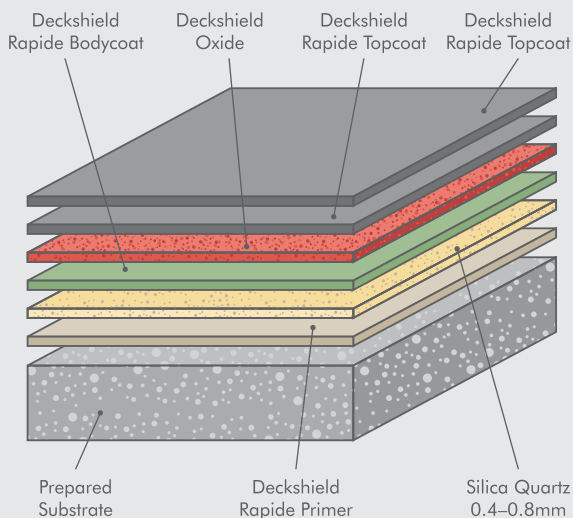 Deckshield
Rapide Bodycoat
Deckshield
Oxide
Deckshield
Rapide Topcoat
Deckshield
Rapide Topcoat
Prepared
Substrate
Deckshield
Rapide Primer
Silica Quartz
0.4–0.8mm